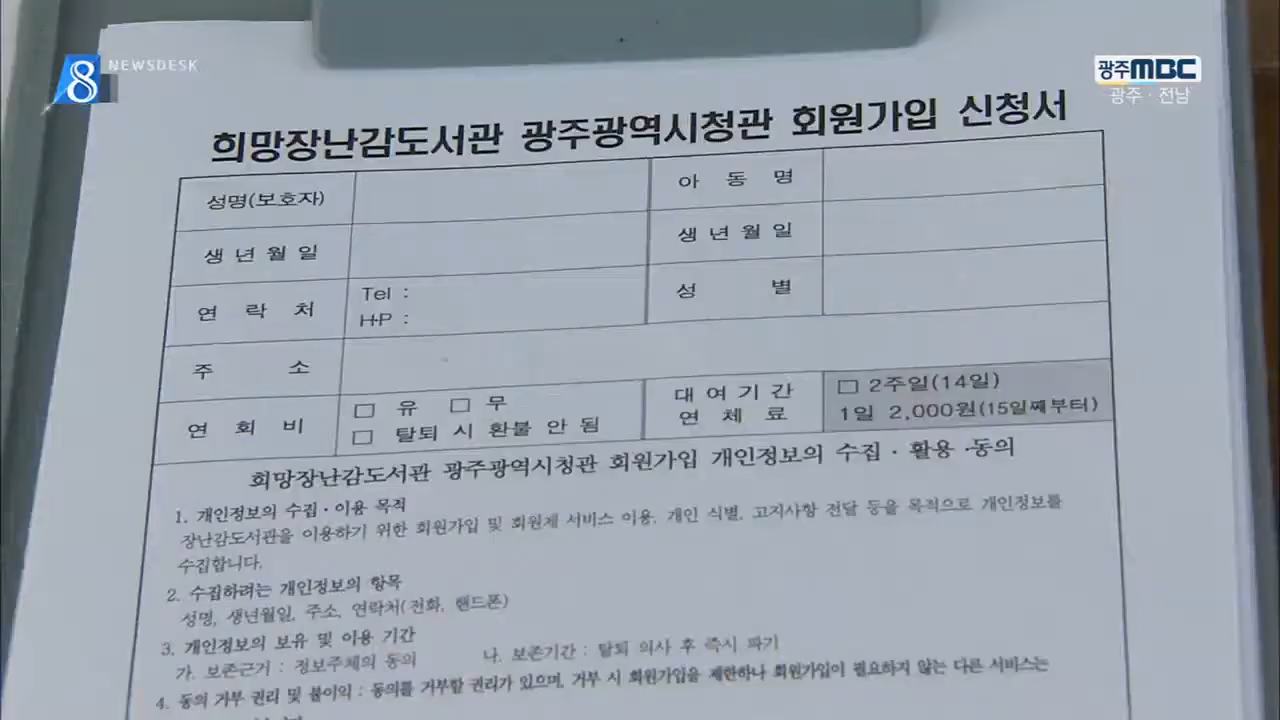 8 NEWSDESK
광주MBC
광주 · 전남
희망장난감도서관 광주광역시청관 회원가입 신청서
성명(보호자) 아 동 명
생 년 월 일 생 년 월 일
연 락 처 Tel : 성 별
H·P :
주 소
연 회 비 □ 유 □ 무 대 여 기 간 □ 2주일(14일)
□ 탈퇴 시 환불 안 됨 연 체 료 1일 2,000원(15일째부터)
희망장난감도서관 광주광역시청관 회원가입 개인정보의 수집 · 활용 ·동의
1. 개인정보의 수집 · 이용 목적
장난감도서관을 이용하기 위한 회원가입 및 회원제 서비스 이용, 개인 식별, 고지사항 전달 등을 목적으로 개인정보를
수집합니다.
2. 수집하려는 개인정보의 항목
성명, 생년월일, 주소, 연락처(전화, 핸드폰)
3. 개인정보의 보유 및 이용 기간
가. 보존근거 : 정보주체의 동의 나. 보존기간 : 탈퇴 의사 후 즉시 파기
4. 동의 거부 권리 및 불이익 : 동의를 거부할 권리가 있으며, 거부 시 회원가입을 제한하나 회원가입이 필요하지 않는 다른 서비스는